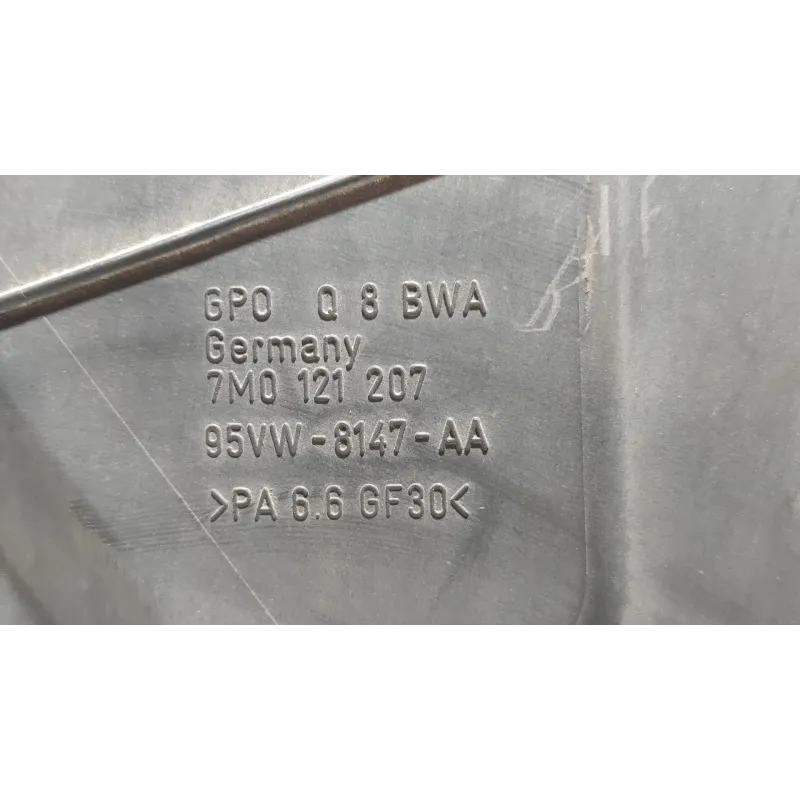 GPO Q 8 BWA
Germany
7M0 121 207
95VW-8147-AA
>PA 6.6 GF30<